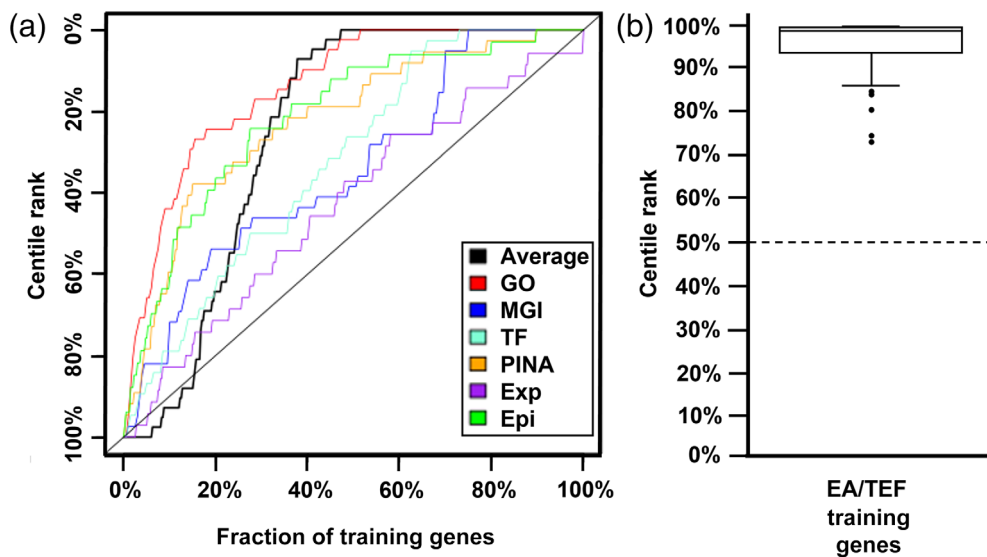 (a)
Centile rank
0%
20%
40%
60%
80%
100%
0%
20%
40%
60%
80%
100%
Fraction of training genes
Average
GO
MGI
TF
PINA
Exp
Epi
(b)
Centile rank
100%
90%
80%
70%
60%
50%
40%
30%
20%
10%
0%
EA/TEF
training
genes